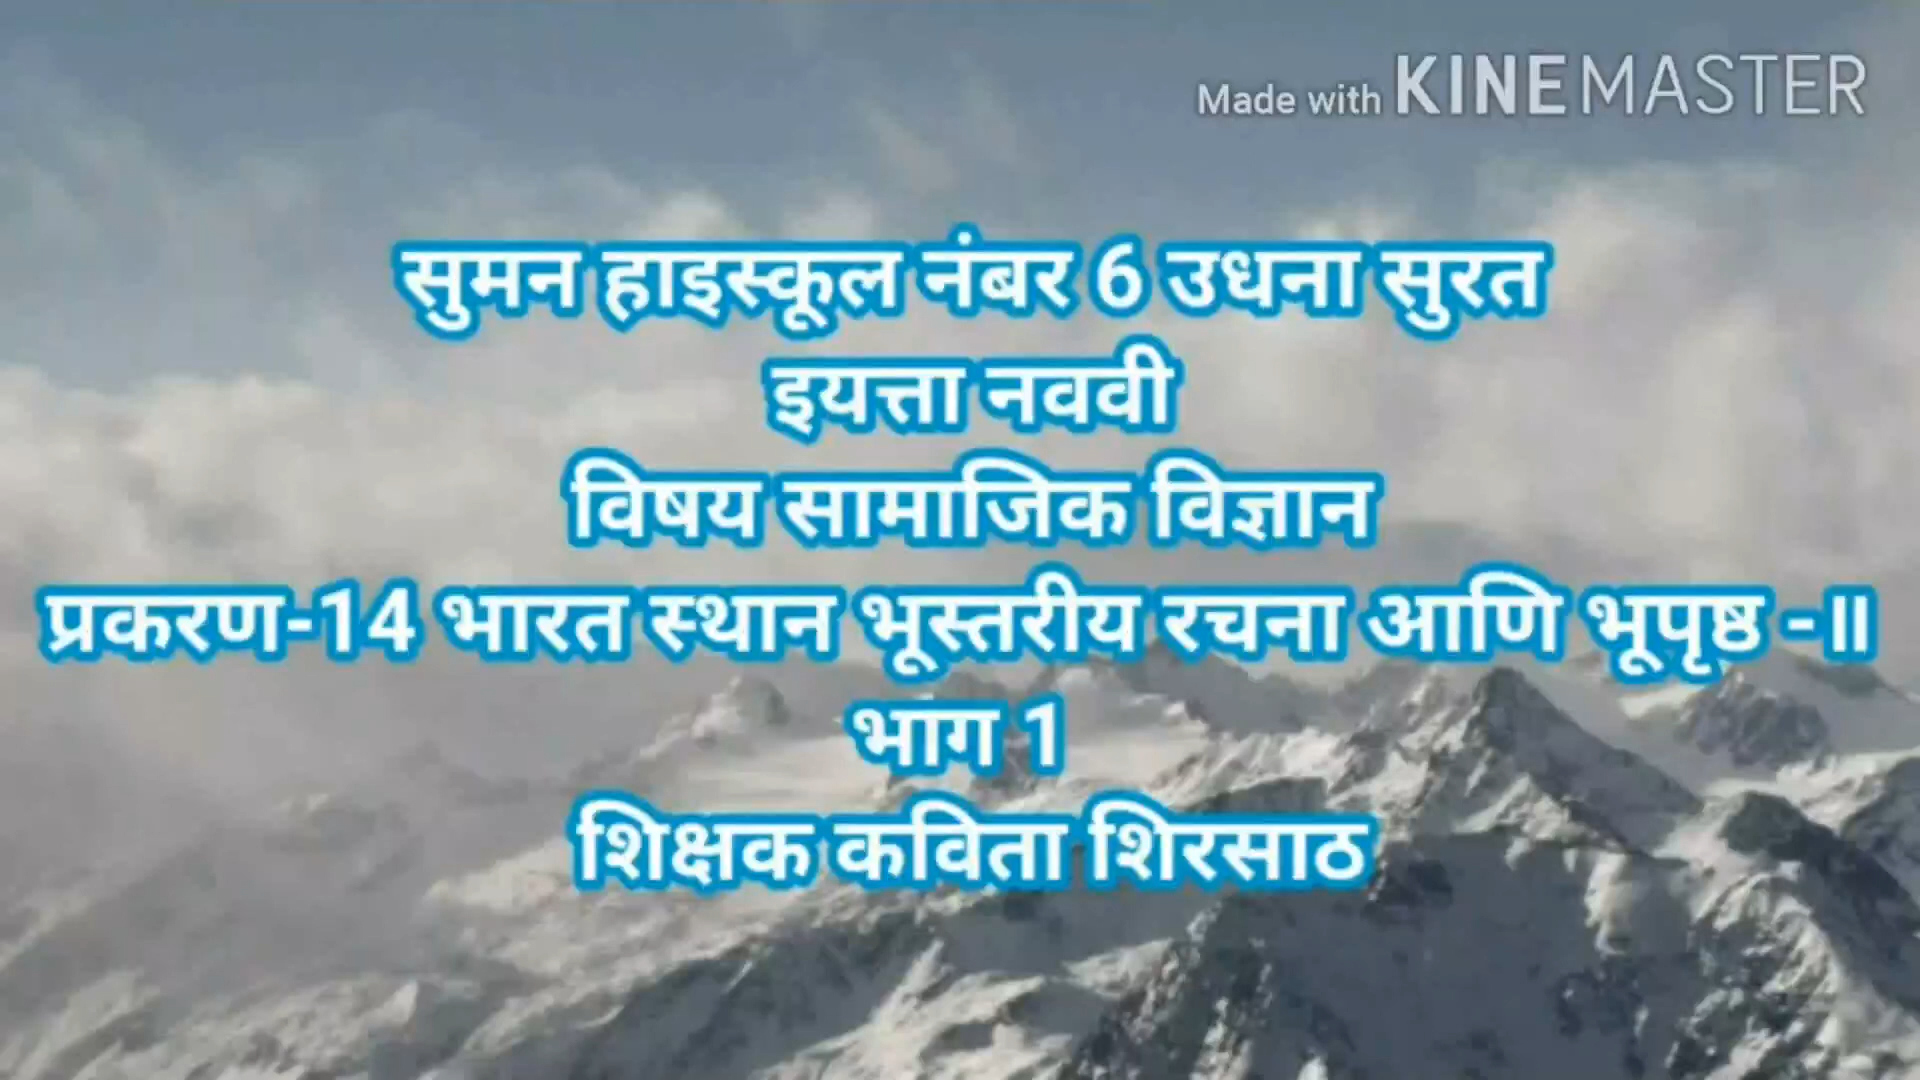 Made with KINEMASTER
सुमन हाइस्कूल नंबर 6 उधना सुरत
इयत्ता नववी
विषय सामाजिक विज्ञान
प्रकरण-14 भारत स्थान भूस्तरीय रचना आणि भूपृष्ठ -॥
भाग 1
शिक्षक कविता शिरसाठ